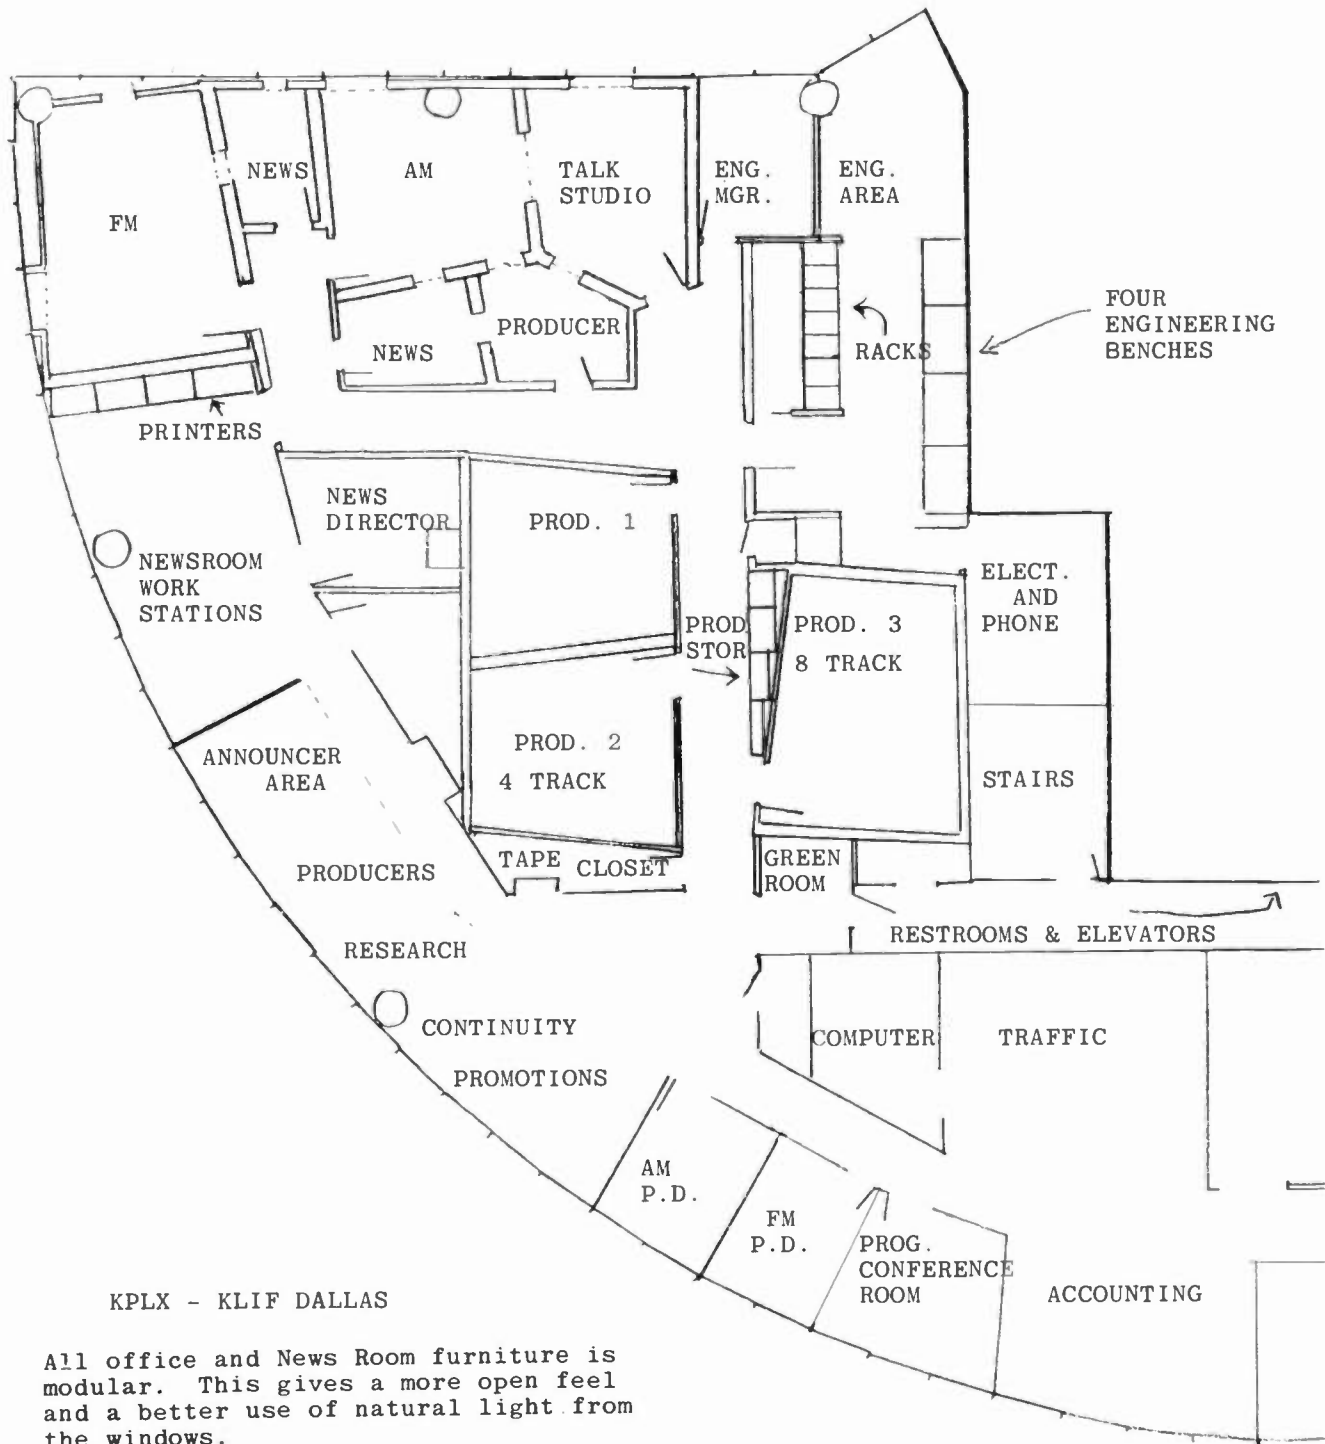 NEWS
AM
TALK
STUDIO
ENG.
MGR.
ENG.
AREA
FM
FOUR
ENGINEERING
BENCHES
PRODUCER
NEWS
RACKS
PRINTERS
NEWS
DIRECTOR
PROD. 1
NEWSROOM
WORK
STATIONS
ELECT.
AND
PHONE
PROD
STOR
PROD. 3
8 TRACK
ANNOUNCER
AREA
PROD. 2
4 TRACK
STAIRS
TAPE CLOSET
GREEN
ROOM
PRODUCERS
RESTROOMS & ELEVATORS
RESEARCH
CONTINUITY
COMPUTER
TRAFFIC
PROMOTIONS
AM
P.D.
FM
P.D.
PROG.
CONFERENCE
ROOM
ACCOUNTING
KPLX - KLIF DALLAS
All office and News Room furniture is
modular. This gives a more open feel
and a better use of natural light from
the windows.